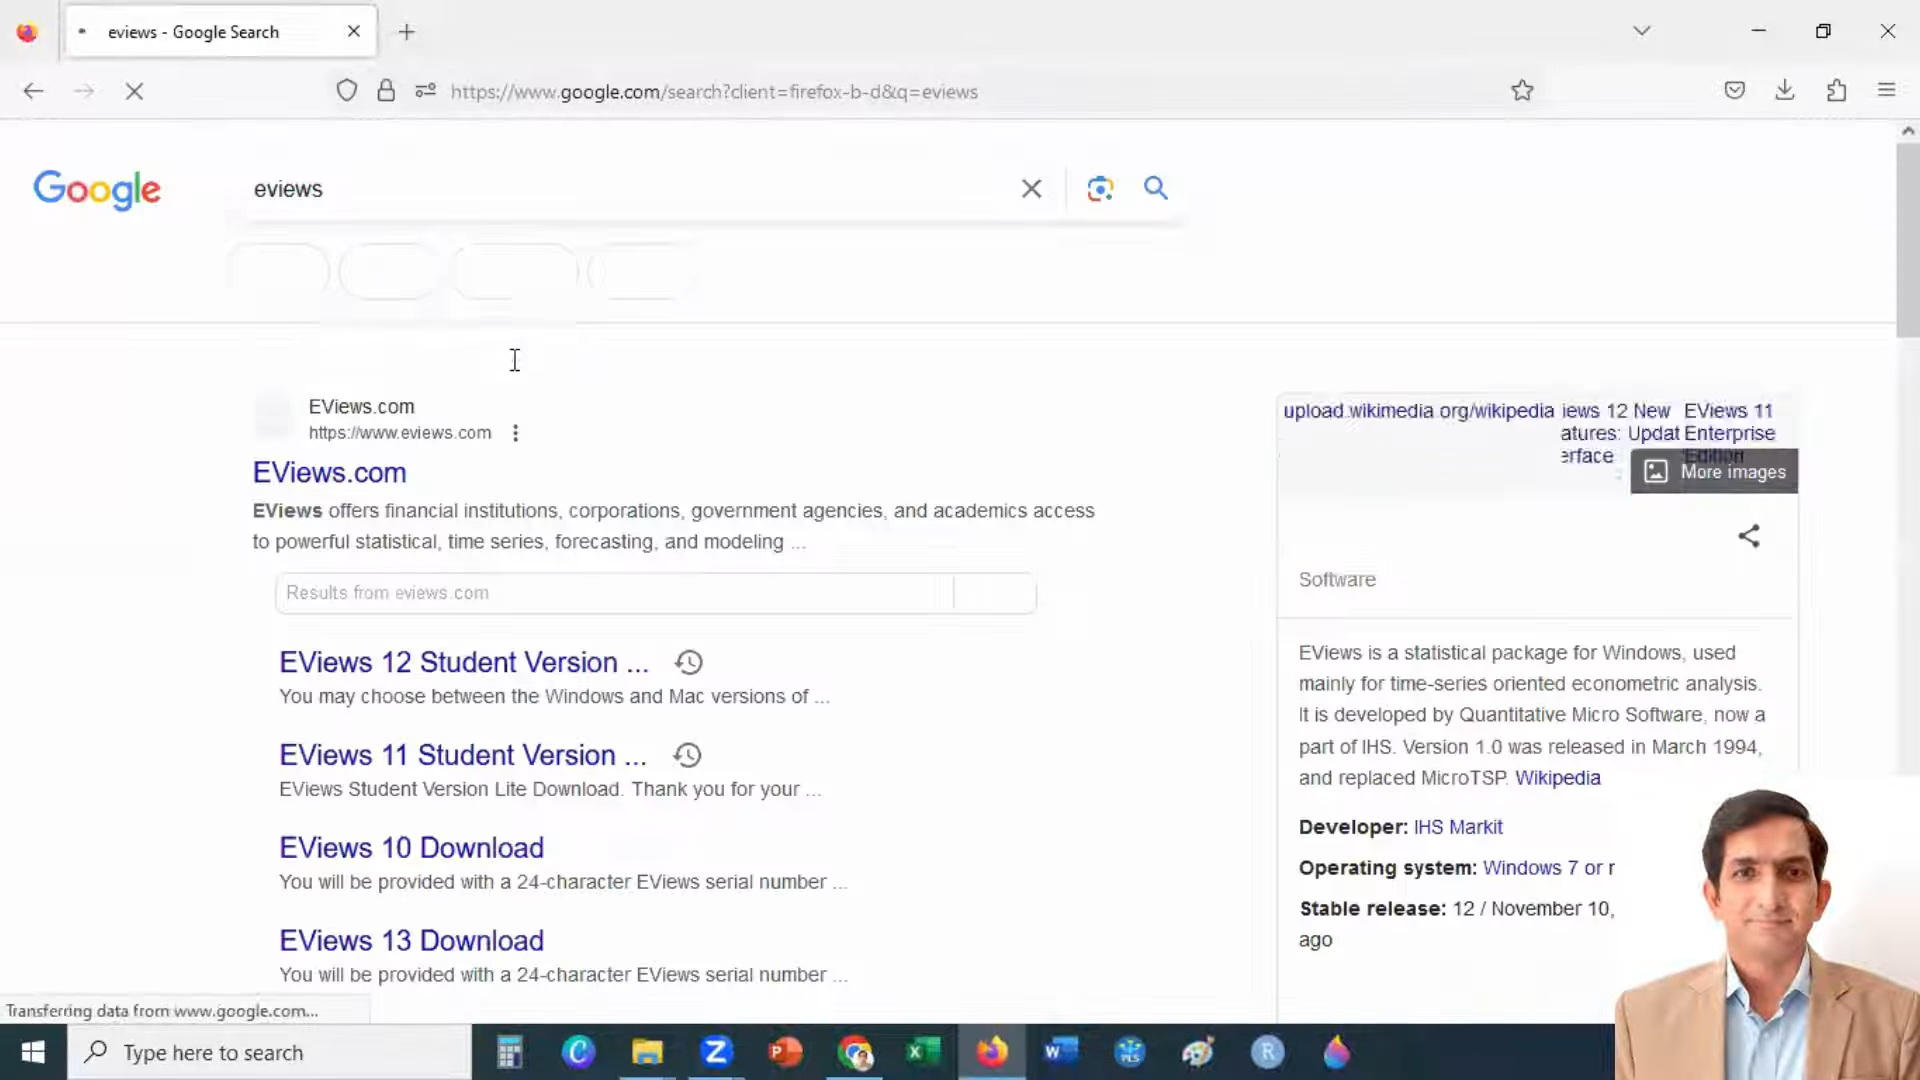 eviews - Google Search
https://www.google.com/search?client=firefox-b-d&q=eviews
Google
eviews
EViews.com
https://www.eviews.com
EViews.com
EViews offers financial institutions, corporations, government agencies, and academics access
to powerful statistical, time series, forecasting, and modeling ...
Results from eviews.com
EViews 12 Student Version ...
You may choose between the Windows and Mac versions of ...
EViews 11 Student Version ...
EViews Student Version Lite Download. Thank you for your ...
EViews 10 Download
You will be provided with a 24-character EViews serial number ...
EViews 13 Download
You will be provided with a 24-character EViews serial number ...
upload.wikimedia.org/wikipedia
iews 12 New
atures: Updat
erface
EViews 11
Enterprise
Edition
More images
Software
EViews is a statistical package for Windows, used
mainly for time-series oriented econometric analysis.
It is developed by Quantitative Micro Software, now a
part of IHS. Version 1.0 was released in March 1994,
and replaced MicroTSP. Wikipedia
Developer: IHS Markit
Operating system: Windows 7 or r
Stable release: 12 / November 10,
ago
Transferring data from www.google.com...
Type here to search